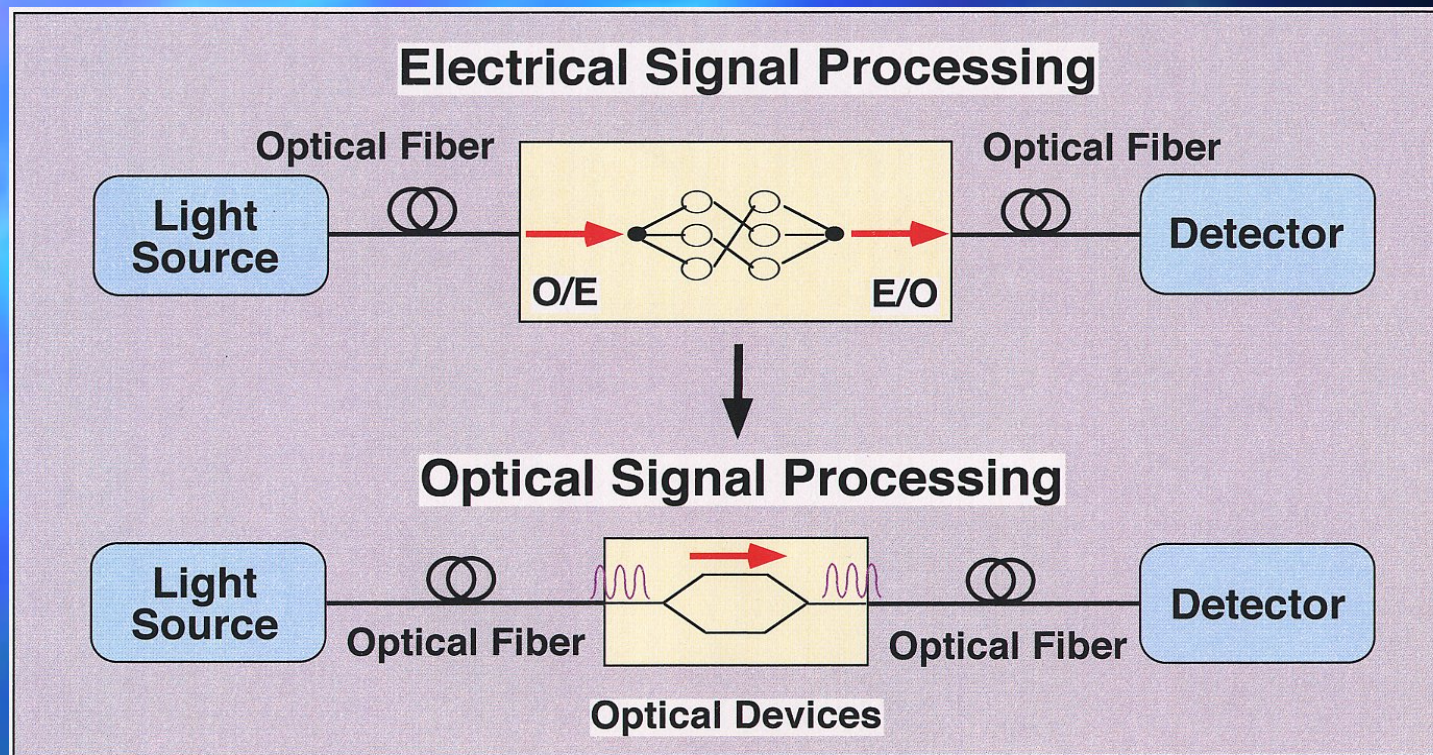 Electrical Signal Processing
Optical Fiber
Optical Fiber
Light
Source
Detector
O/E
E/O
Optical Signal Processing
Light
Source
Optical Fiber
Optical Fiber
Detector
Optical Devices